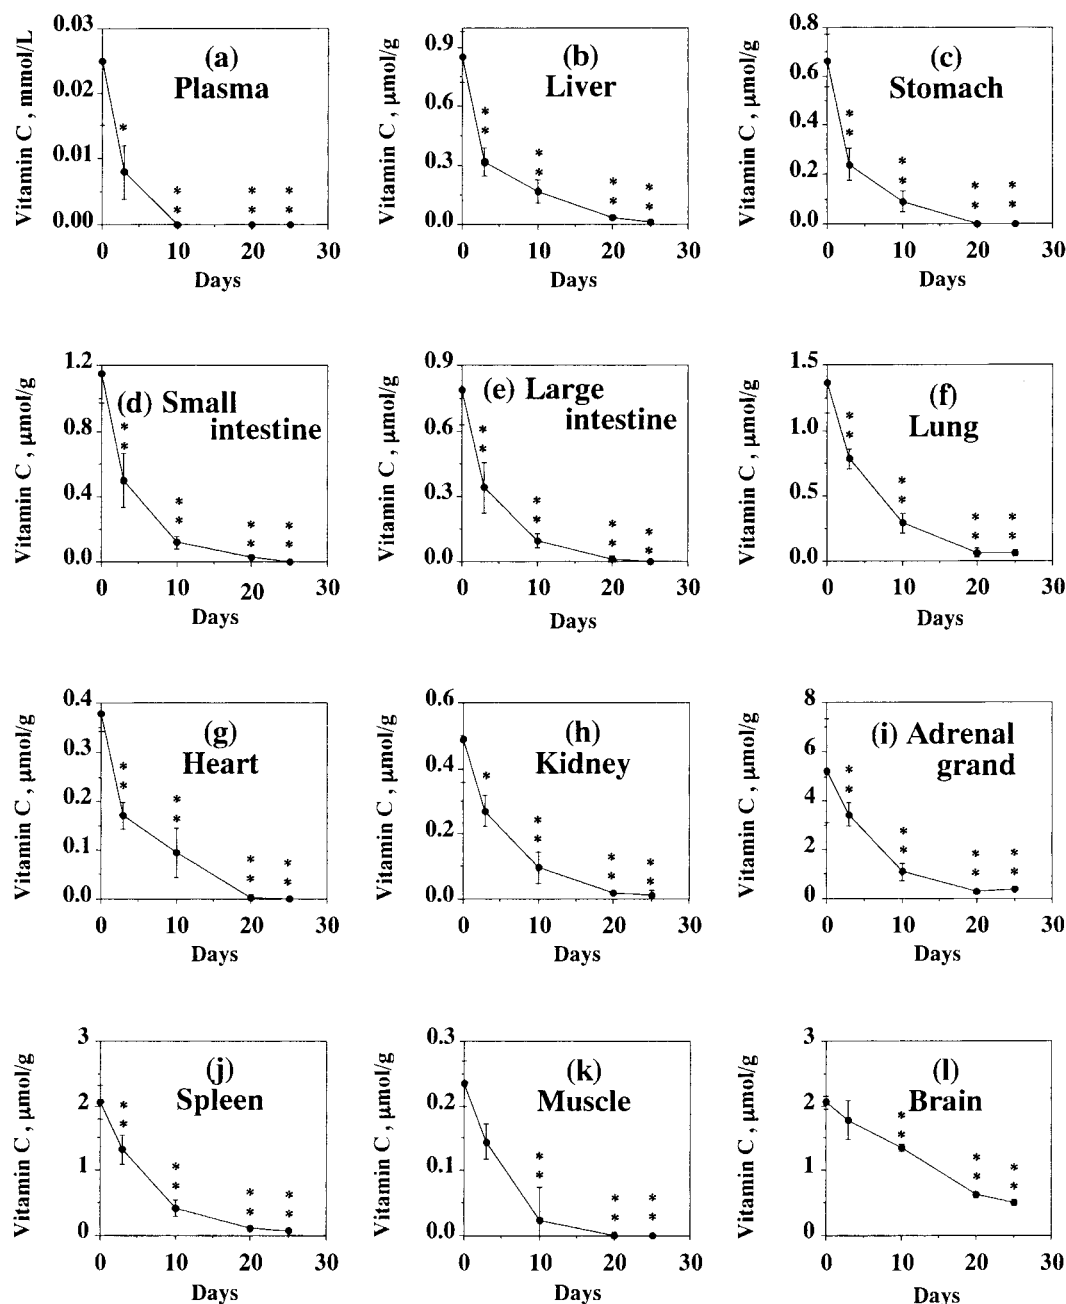 Vitamin C , mmol/L
0.03
0.02
0.01
0.00
(a)
Plasma
*
* * *
* * *
0 10 20 30
Days
Vitamin C , µmol/g
0.9
0.6
0.3
0.0
(b)
Liver
* * * *
* * * *
0 10 20 30
Days
Vitamin C , µmol/g
0.8
0.6
0.4
0.2
0.0
(c)
Stomach
* * * *
* * * *
0 10 20 30
Days
Vitamin C , µmol/g
1.2
0.8
0.4
0.0
(d) Small
intestine
* * * *
* * * *
0 10 20 30
Days
Vitamin C , µmol/g
0.9
0.6
0.3
0.0
(e) Large
intestine
* * * *
* * * *
0 10 20 30
Days
Vitamin C , µmol/g
1.5
1.0
0.5
0.0
(f)
Lung
* * * *
* * * *
0 10 20 30
Days
Vitamin C , µmol/g
0.4
0.3
0.2
0.1
0.0
(g)
Heart
* * * *
* * * *
0 10 20 30
Days
Vitamin C , µmol/g
0.6
0.4
0.2
0.0
(h)
Kidney
*
* * *
* * *
0 10 20 30
Days
Vitamin C , µmol/g
8
6
4
2
0
(i) Adrenal
grand
* * * *
* * * *
0 10 20 30
Days
Vitamin C , µmol/g
3
2
1
0
(j)
Spleen
* * * *
* * * *
0 10 20 30
Days
Vitamin C , µmol/g
0.3
0.2
0.1
0.0
(k)
Muscle
* * *
* * *
0 10 20 30
Days
Vitamin C , µmol/g
3
2
1
0
(l)
Brain
* * *
* * *
0 10 20 30
Days